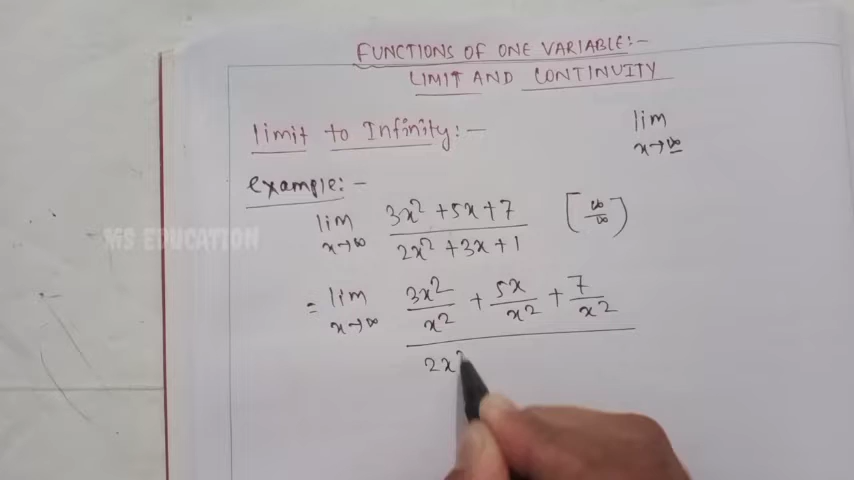 FUNCTIONS OF ONE VARIABLE:-
LIMIT AND CONTINUITY
limit to Infinity:-
lim x→∞
example:-
lim x→∞ (3x² + 5x + 7)/(2x² + 3x + 1) [∞/∞)
MS EDUCATION
= lim x→∞ 3x²/x² + 5x/x² + 7/x²
2x²